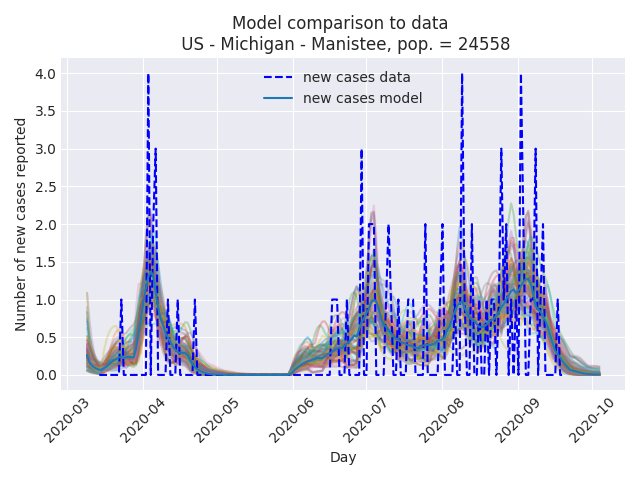 Model comparison to data
US - Michigan - Manistee, pop. = 24558
new cases data
new cases model
Number of new cases reported
4.0
3.5
3.0
2.5
2.0
1.5
1.0
0.5
0.0
2020-03
2020-04
2020-05
2020-06
2020-07
2020-08
2020-09
2020-10
Day